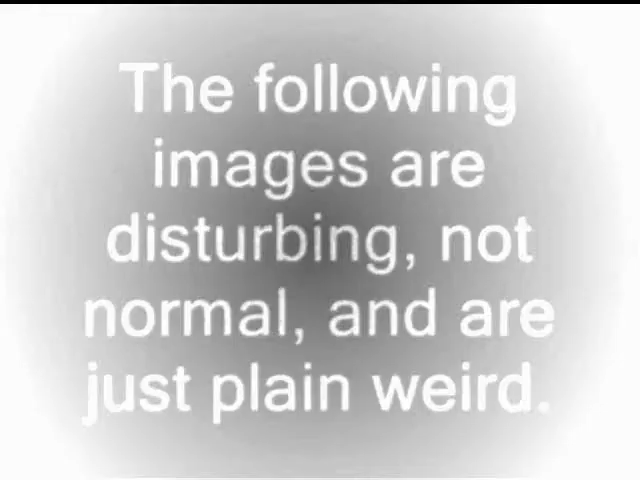 The following
images are
disturbing, not
normal, and are
just plain weird.